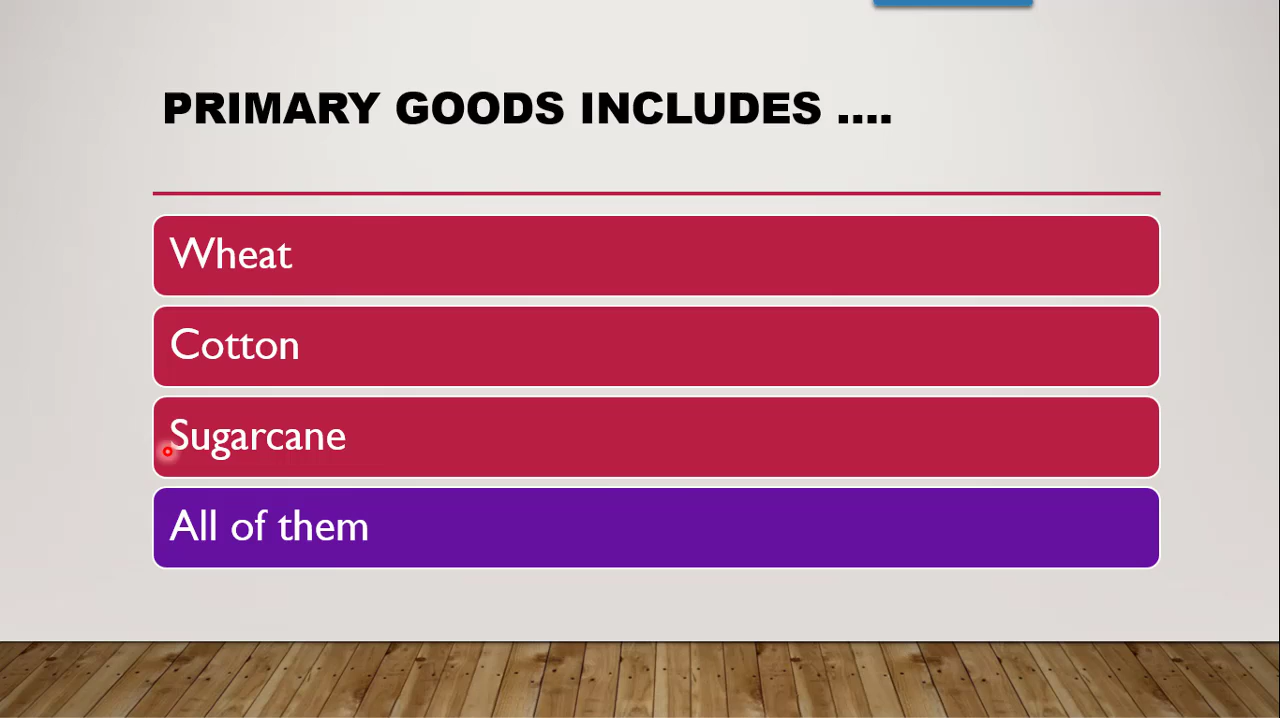 PRIMARY GOODS INCLUDES ....
Wheat
Cotton
Sugarcane
All of them